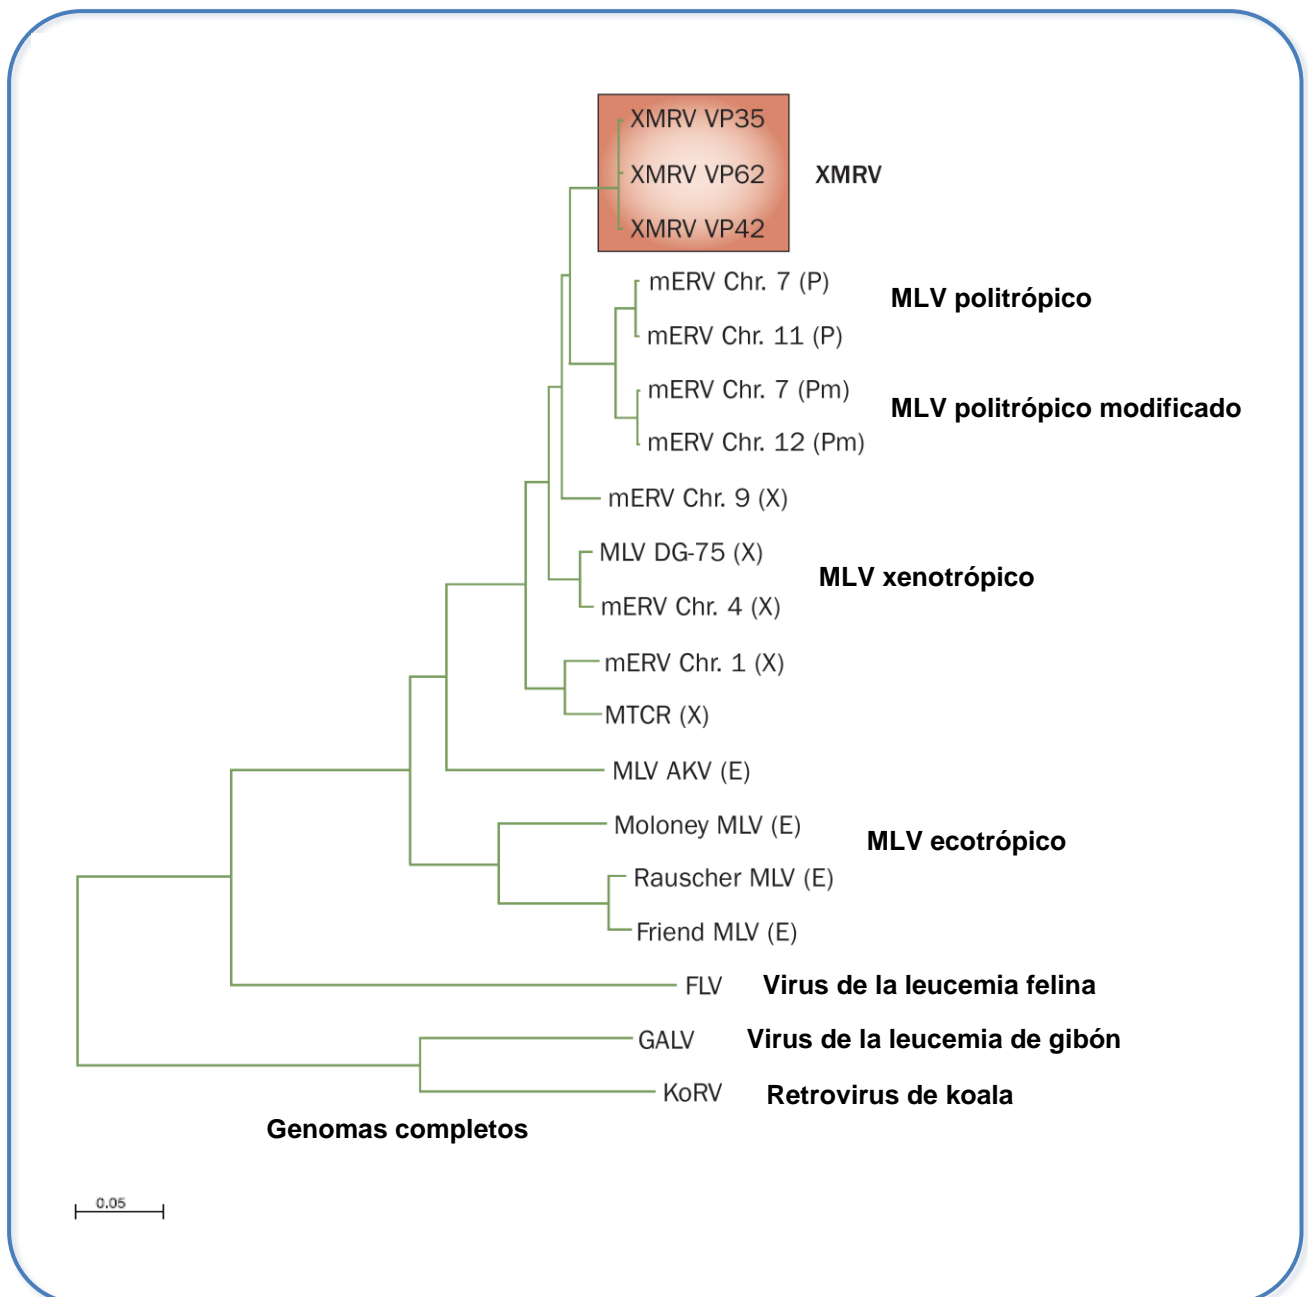 XMRV VP35
XMRV VP62
XMRV
XMRV VP42
mERV Chr. 7 (P)
MLV politrópico
mERV Chr. 11 (P)
mERV Chr. 7 (Pm)
MLV politrópico modificado
mERV Chr. 12 (Pm)
mERV Chr. 9 (X)
MLV DG-75 (X)
MLV xenotrópico
mERV Chr. 4 (X)
mERV Chr. 1 (X)
MTCR (X)
MLV AKV (E)
Moloney MLV (E)
MLV ecotrópico
Rauscher MLV (E)
Friend MLV (E)
FLV Virus de la leucemia felina
GALV Virus de la leucemia de gibón
KoRV Retrovirus de koala
Genomas completos
0.05